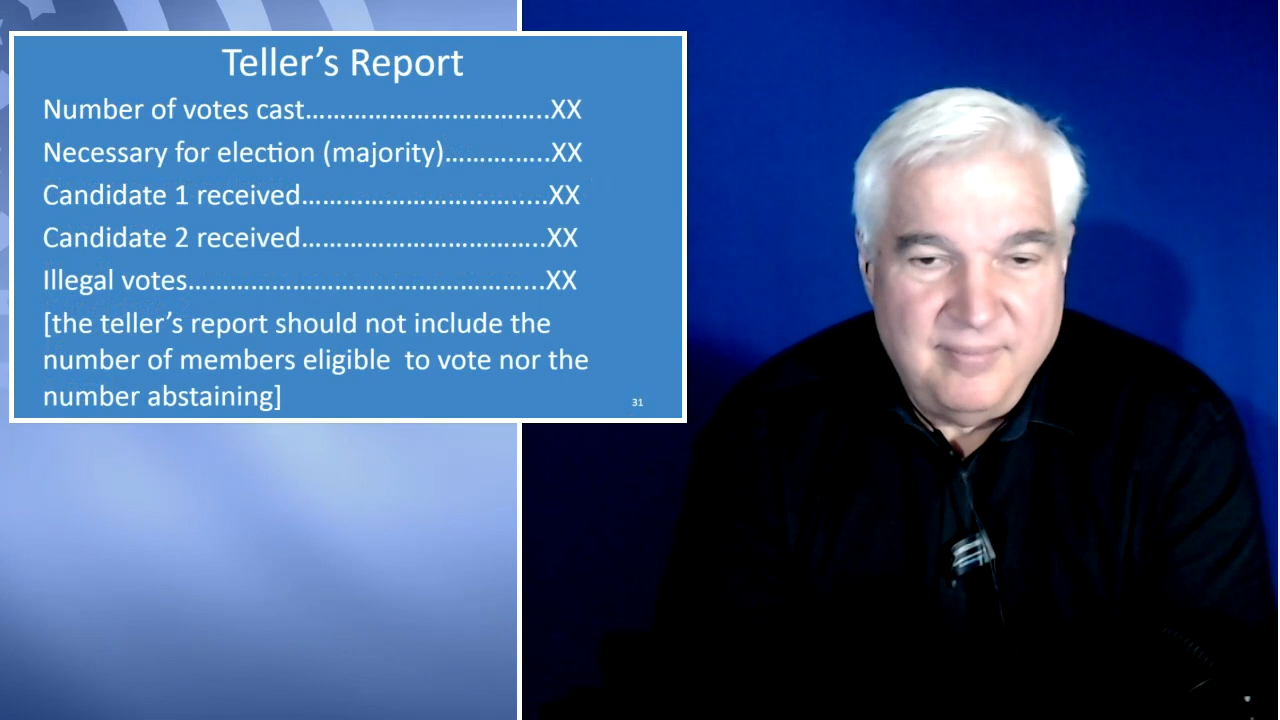 Teller’s Report
Number of votes cast……………………………..XX
Necessary for election (majority)……….…..XX
Candidate 1 received………………………….....XX
Candidate 2 received……………………………..XX
Illegal votes…………………………………………...XX
[the teller’s report should not include the
number of members eligible  to vote nor the
number abstaining]
31